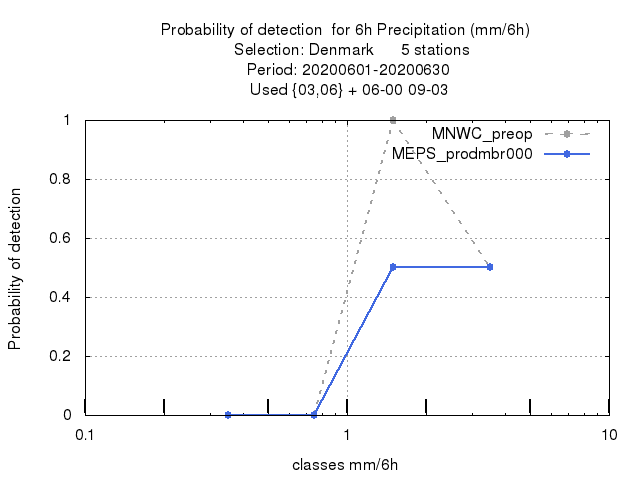 Probability of detection  for 6h Precipitation (mm/6h)
Selection: Denmark      5 stations
Period: 20200601-20200630
Used {03,06} + 06-00 09-03
MNWC_preop
MEPS_prodmbr000
Probability of detection
1
0.8
0.6
0.4
0.2
0
0.1
1
10
classes mm/6h